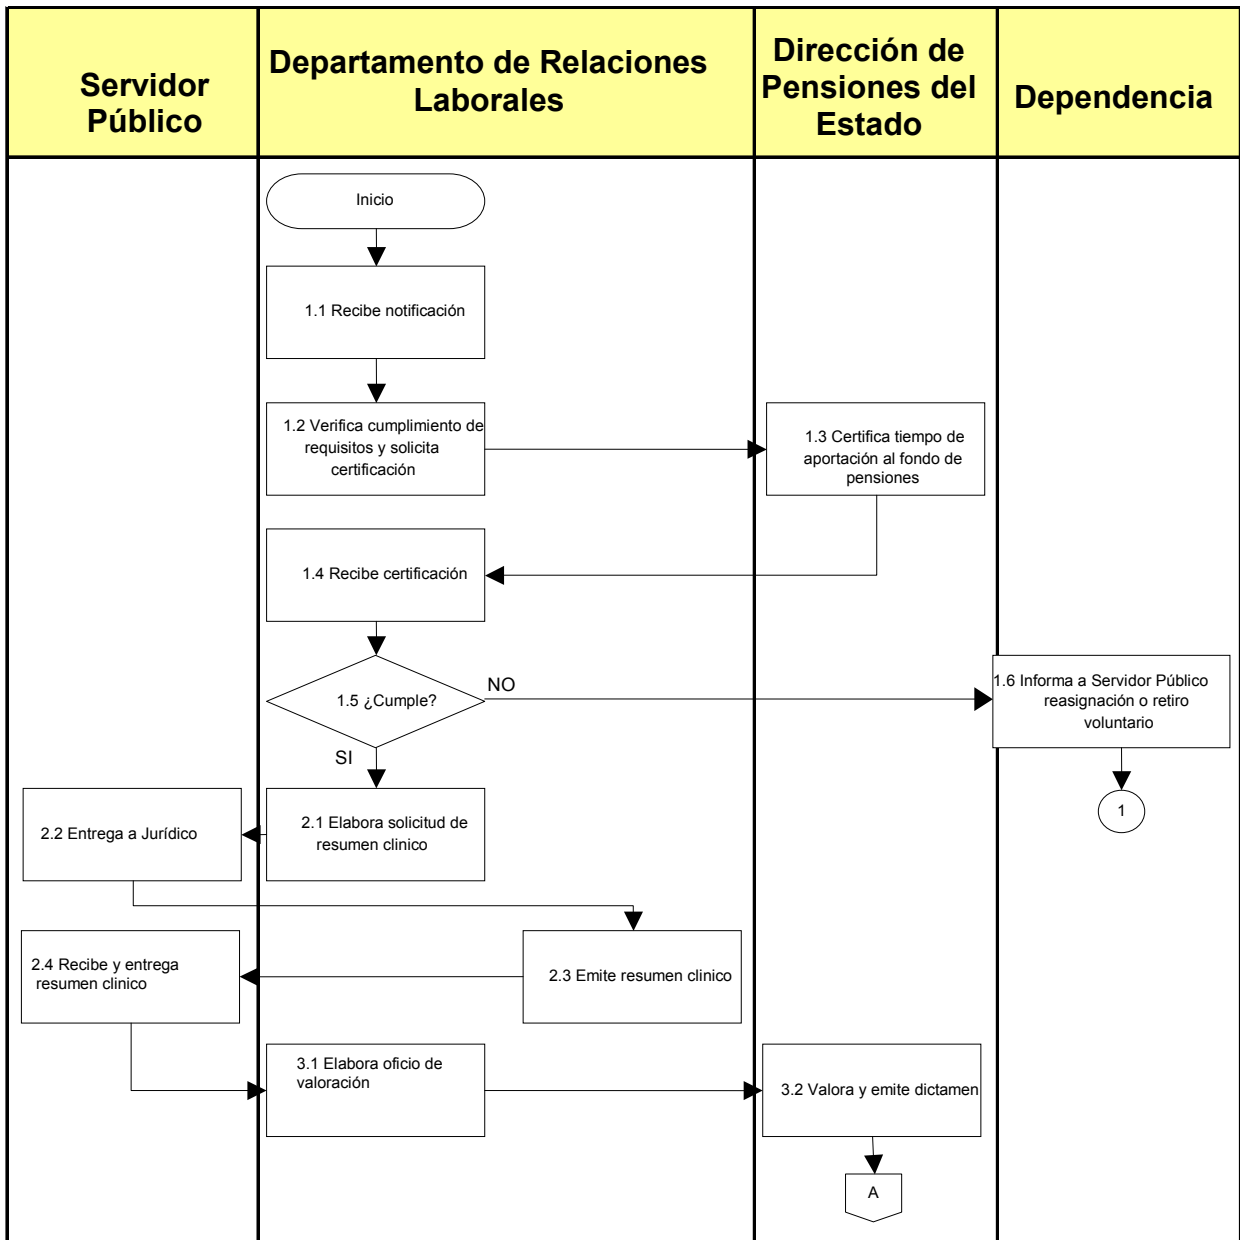 Servidor
Público
Departamento de Relaciones
Laborales
Dirección de
Pensiones del
Estado
Dependencia
Inicio
1.1 Recibe notificación
1.2 Verifica cumplimiento de
requisitos y solicita
certificación
1.3 Certifica tiempo de
aportación al fondo de
pensiones
1.4 Recibe certificación
1.5 ¿Cumple?
NO
1.6 Informa a Servidor Público
reasignación o retiro
voluntario
SI
1
2.1 Elabora solicitud de
resumen clinico
2.2 Entrega a Jurídico
2.3 Emite resumen clinico
2.4 Recibe y entrega
resumen clinico
3.1 Elabora oficio de
valoración
3.2 Valora y emite dictamen
A